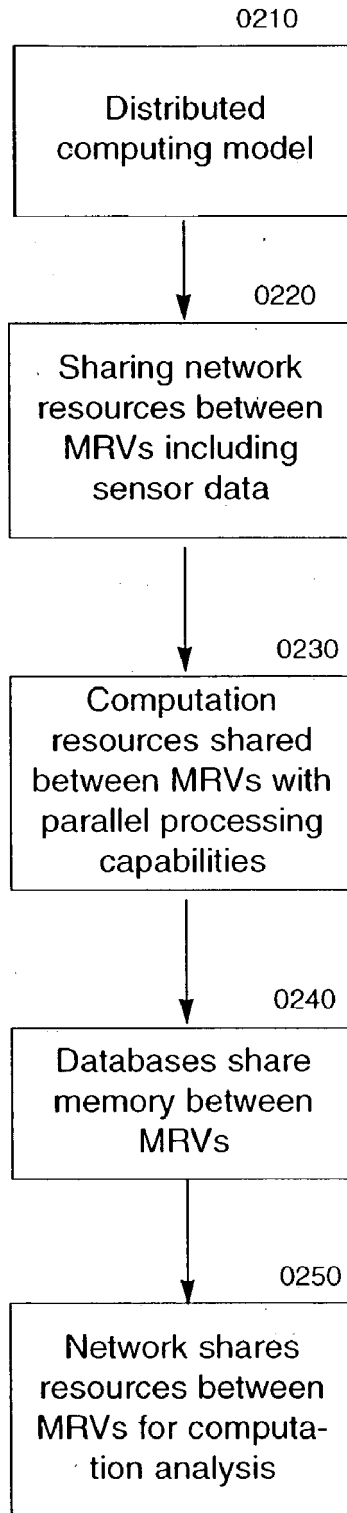 0210
Distributed
computing model
0220
Sharing network
resources between
MRVs including
sensor data
0230
Computation
resources shared
between MRVs with
parallel processing
capabilities
0240
Databases share
memory between
MRVs
0250
Network shares
resources between
MRVs for computa-
tion analysis